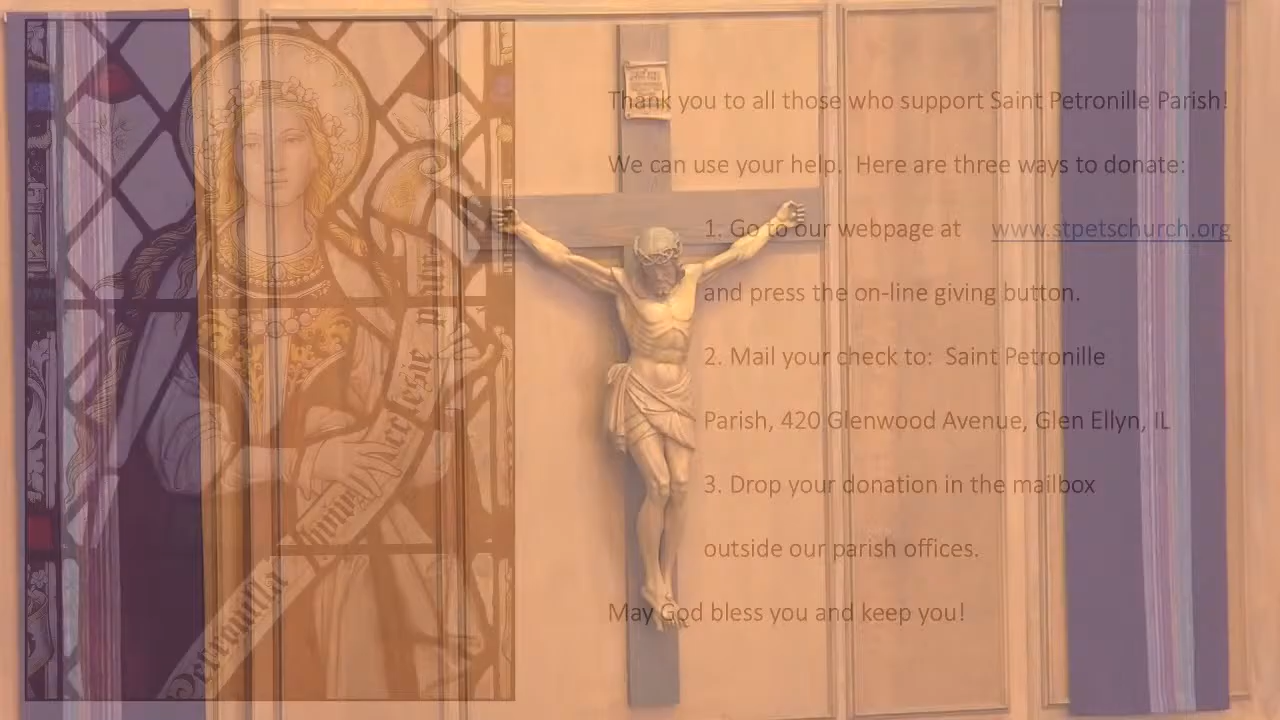 Thank you to all those who support Saint Petronille Parish!
We can use your help.  Here are three ways to donate:
1. Go to our webpage at    www.stpetschurch.org
and press the on-line giving button.
2. Mail your check to:  Saint Petronille
Parish, 420 Glenwood Avenue, Glen Ellyn, IL
3. Drop your donation in the mailbox
outside our parish offices.
May God bless you and keep you!
Petronilla